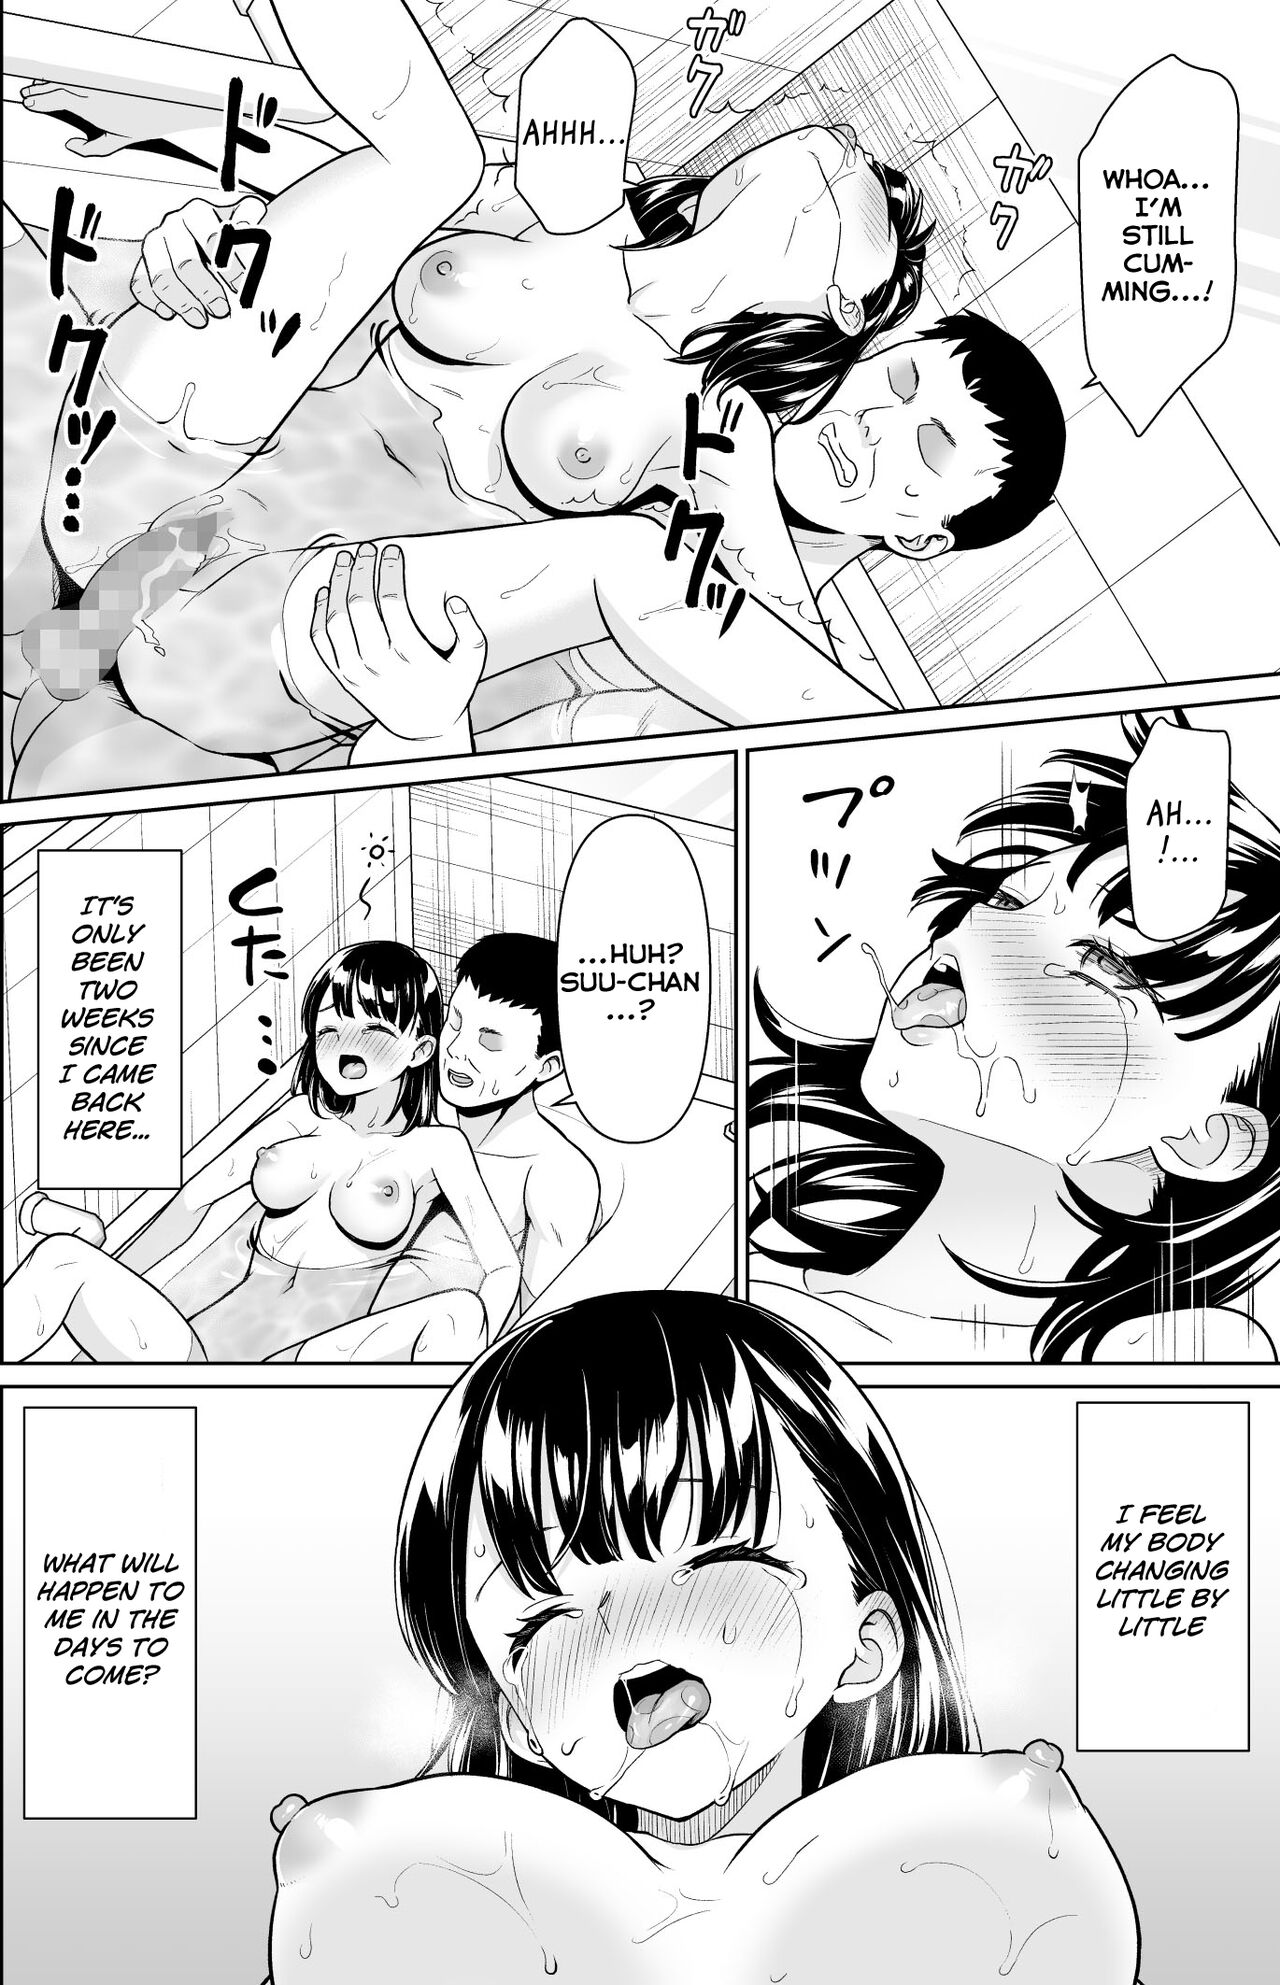 WHOA...
I'M
STILL
CUM-
MING...!
ガク
ガク
AHHH...
ドクッ
ドクッ
ドクッ…
AH...
!...
プツン
...HUH?
SUU-CHAN
...?
くた…
IT'S
ONLY
BEEN
TWO
WEEKS
SINCE
I CAME
BACK
HERE...
I FEEL
MY BODY
CHANGING
LITTLE BY
LITTLE
WHAT WILL
HAPPEN TO
ME IN THE
DAYS TO
COME?